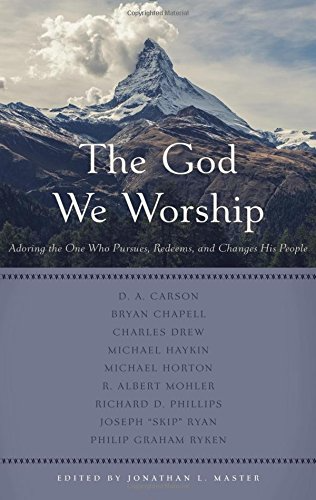 The God
We Worship
Adoring the One Who Pursues, Redeems, and Changes His People
D. A. CARSON
BRYAN CHAPELL
CHARLES DREW
MICHAEL HAYKIN
MICHAEL HORTON
R. ALBERT MOHLER
RICHARD D. PHILLIPS
JOSEPH "SKIP" RYAN
PHILIP GRAHAM RYKEN
EDITED BY JONATHAN L. MASTER